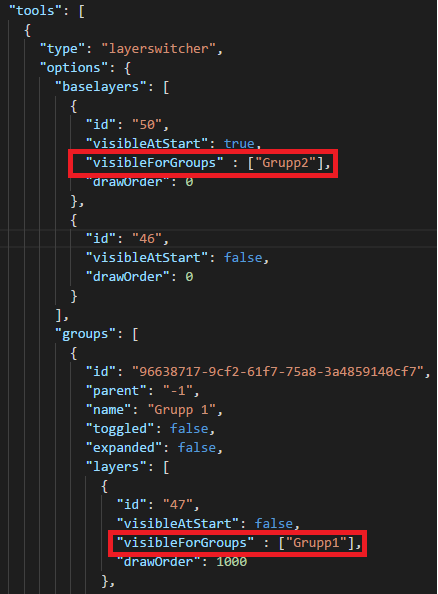 "tools": [
{
"type": "layerswitcher",
"options": {
"baselayers": [
{
"id": "50",
"visibleAtStart": true,
"visibleForGroups" : ["Grupp2"],
"drawOrder": 0
},
{
"id": "46",
"visibleAtStart": false,
"drawOrder": 0
}
],
"groups": [
{
"id": "96638717-9cf2-61f7-75a8-3a4859140cf7",
"parent": "-1",
"name": "Grupp 1",
"toggled": false,
"expanded": false,
"layers": [
{
"id": "47",
"visibleAtStart": false,
"visibleForGroups" : ["Grupp1"],
"drawOrder": 1000
},